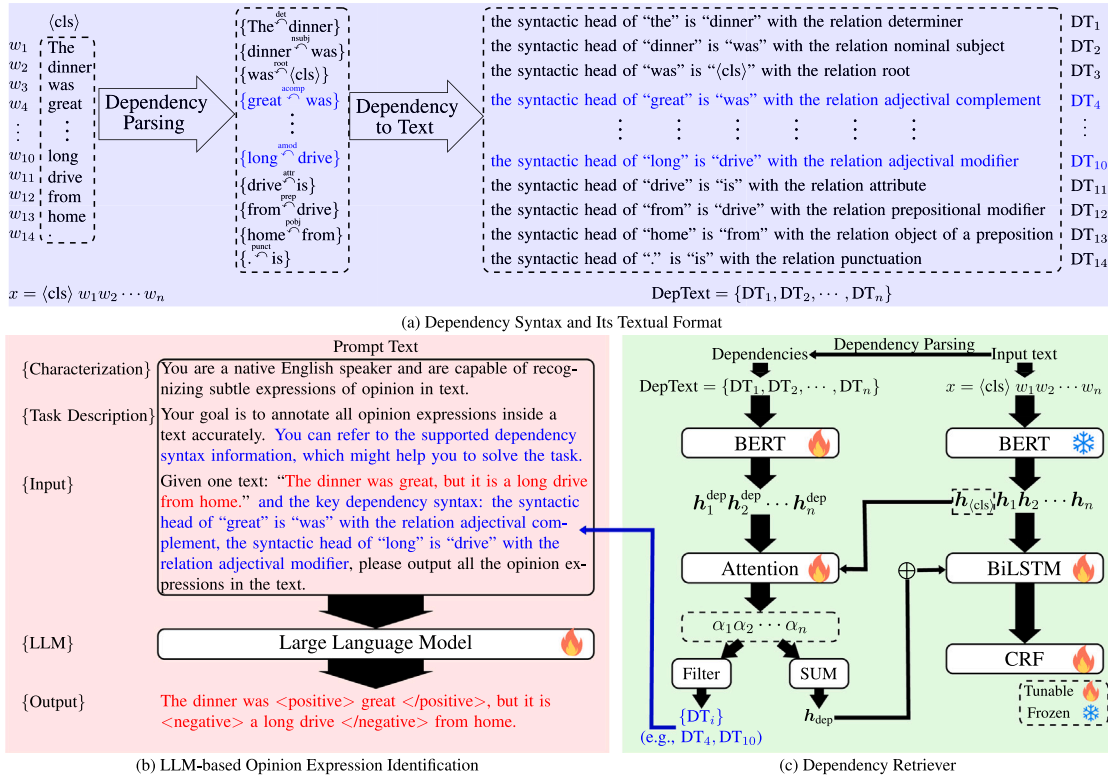 ⟨cls⟩
w1 The
w2 dinner
w3 was
w4 great
⋮ ⋮
w10 long
w11 drive
w12 from
w13 home
w14 .
x = ⟨cls⟩ w1w2 ⋯ wn
Dependency
Parsing
det
{The dinner}
nsubj
{dinner was}
root
{was ⟨cls⟩}
acomp
{great was}
⋮
amod
{long drive}
attr
{drive is}
prep
{from drive}
pobj
{home from}
punct
{. is}
Dependency
to Text
the syntactic head of “the” is “dinner” with the relation determiner DT1
the syntactic head of “dinner” is “was” with the relation nominal subject DT2
the syntactic head of “was” is “⟨cls⟩” with the relation root DT3
the syntactic head of “great” is “was” with the relation adjectival complement DT4
⋮ ⋮ ⋮ ⋮ ⋮ ⋮ ⋮
the syntactic head of “long” is “drive” with the relation adjectival modifier DT10
the syntactic head of “drive” is “is” with the relation attribute DT11
the syntactic head of “from” is “drive” with the relation prepositional modifier DT12
the syntactic head of “home” is “from” with the relation object of a preposition DT13
the syntactic head of “.” is “is” with the relation punctuation DT14
DepText = {DT1, DT2, ⋯ , DTn}
(a) Dependency Syntax and Its Textual Format
Prompt Text
{Characterization} You are a native English speaker and are capable of recog-
nizing subtle expressions of opinion in text.
{Task Description} Your goal is to annotate all opinion expressions inside a
text accurately. You can refer to the supported dependency
syntax information, which might help you to solve the task.
{Input} Given one text: “The dinner was great, but it is a long drive
from home.” and the key dependency syntax: the syntactic
head of “great” is “was” with the relation adjectival com-
plement, the syntactic head of “long” is “drive” with the
relation adjectival modifier, please output all the opinion ex-
pressions in the text.
{LLM} Large Language Model
{Output} The dinner was <positive> great </positive>, but it is
<negative> a long drive </negative> from home.
(b) LLM-based Opinion Expression Identification
Dependencies Dependency Parsing Input text
DepText = {DT1, DT2, ⋯ , DTn} x = ⟨cls⟩ w1w2 ⋯ wn
BERT BERT
h1^dep h2^dep ⋯ hn^dep h⟨cls⟩ h1h2 ⋯ hn
Attention ⊕ BiLSTM
α1α2 ⋯ αn
Filter SUM CRF
{DTi} hdep
(e.g., DT4, DT10)
Tunable
Frozen
(c) Dependency Retriever